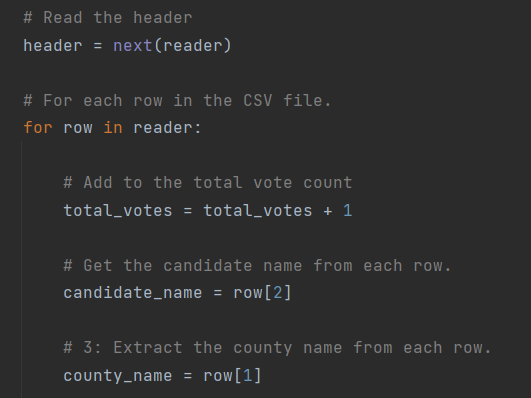 # Read the header
header = next(reader)
# For each row in the CSV file.
for row in reader:
# Add to the total vote count
total_votes = total_votes + 1
# Get the candidate name from each row.
candidate_name = row[2]
# 3: Extract the county name from each row.
county_name = row[1]